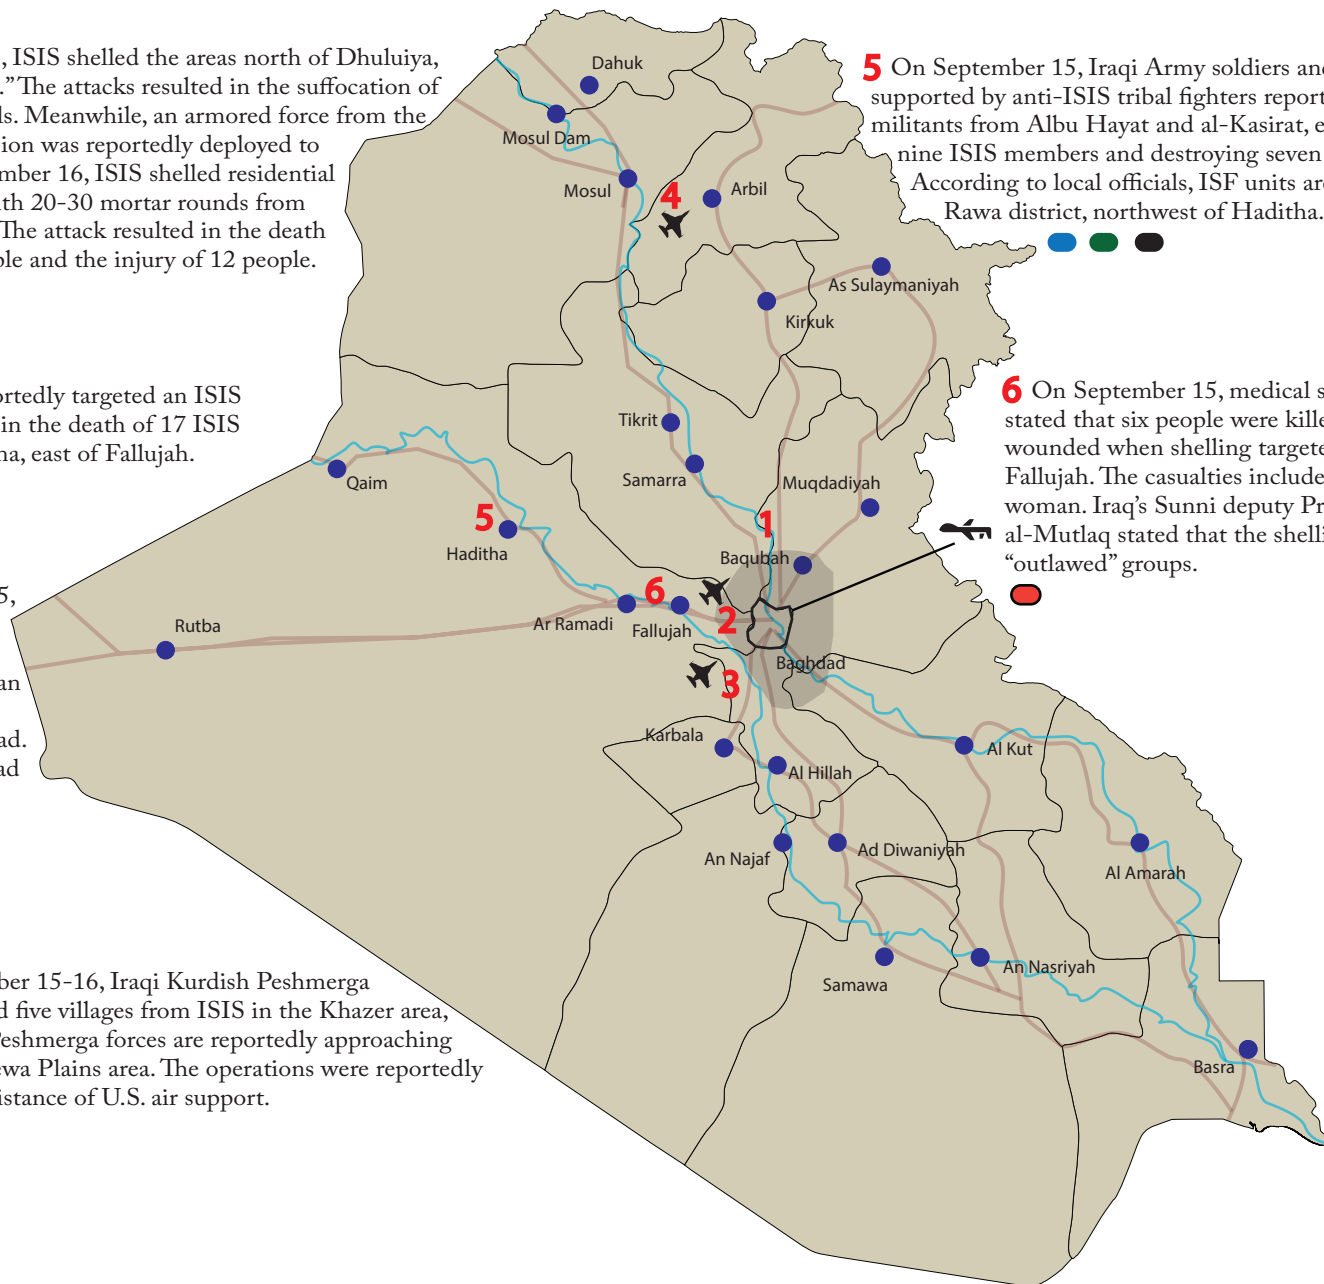 , ISIS shelled the areas north of Dhuluiya,
.” The attacks resulted in the suffocation of
ls. Meanwhile, an armored force from the
ion was reportedly deployed to
mber 16, ISIS shelled residential
th 20-30 mortar rounds from
The attack resulted in the death
ple and the injury of 12 people.
ortedly targeted an ISIS
in the death of 17 ISIS
na, east of Fallujah.
5,
an
ad.
ad
ber 15-16, Iraqi Kurdish Peshmerga
d five villages from ISIS in the Khazer area,
Peshmerga forces are reportedly approaching
ewa Plains area. The operations were reportedly
istance of U.S. air support.
5 On September 15, Iraqi Army soldiers and
supported by anti-ISIS tribal fighters report
militants from Albu Hayat and al-Kasirat, e
nine ISIS members and destroying seven
According to local officials, ISF units are
Rawa district, northwest of Haditha.
6 On September 15, medical s
stated that six people were kille
wounded when shelling targete
Fallujah. The casualties include
woman. Iraq’s Sunni deputy Pr
al-Mutlaq stated that the shelli
“outlawed” groups.
Dahuk
Mosul Dam
Mosul
4
Arbil
As Sulaymaniyah
Kirkuk
Tikrit
Samarra
Muqdadiyah
Qaim
5
Haditha
1
Baqubah
6
Ar Ramadi
Fallujah
2
Rutba
Baghdad
3
Karbala
Al Hillah
Al Kut
An Najaf
Ad Diwaniyah
Al Amarah
Samawa
An Nasriyah
Basra